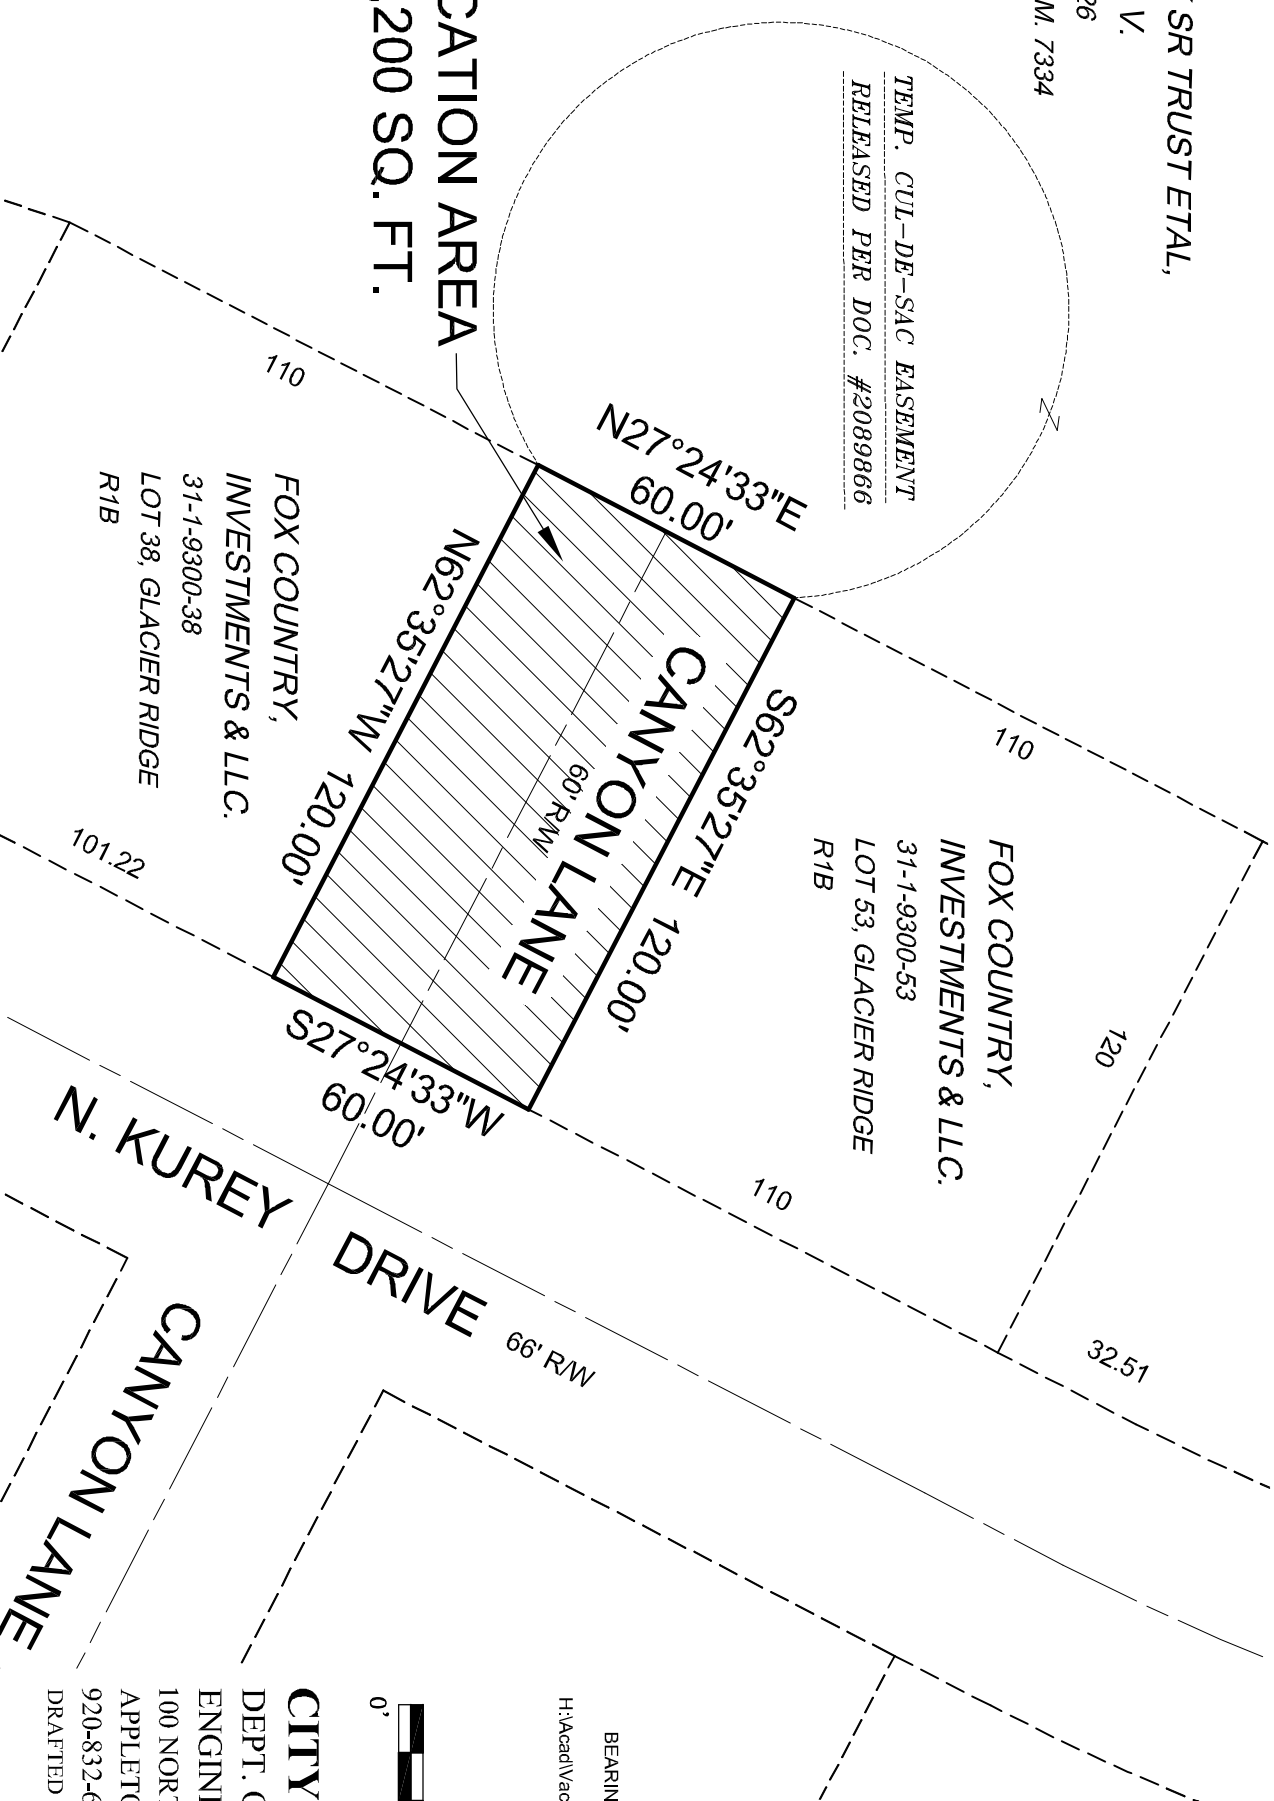 SR TRUST ETAL,
V.
26
M. 7334
TEMP. CUL-DE-SAC EASEMENT
RELEASED PER DOC. #2089866
CATION AREA
,200 SQ. FT.
110
N27°24'33"E
60.00'
110
S62°35'27"E 120.00'
CANYON LANE
60' R/W
N62°35'27"W 120.00'
S27°24'33"W
60.00'
FOX COUNTRY,
INVESTMENTS & LLC.
31-1-9300-53
LOT 53, GLACIER RIDGE
R1B
120
110
32.51
FOX COUNTRY,
INVESTMENTS & LLC.
31-1-9300-38
LOT 38, GLACIER RIDGE
R1B
101.22
N. KUREY DRIVE 66' R/W
CANYON LANE
BEARIN
H:\Acad\Vac
0'
CITY
DEPT. O
ENGINE
100 NORT
APPLETO
920-832-6
DRAFTED